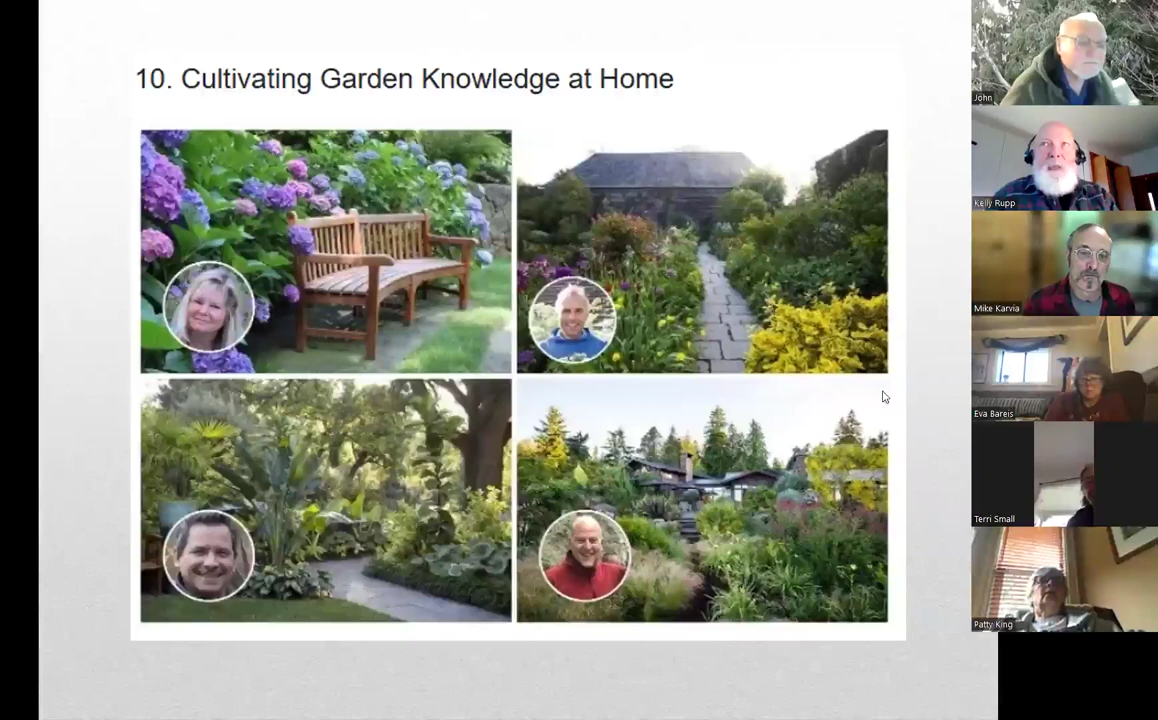 10. Cultivating Garden Knowledge at Home
John
Kelly Rupp
Mike Karvia
Eva Bareis
Terri Small
Patty King